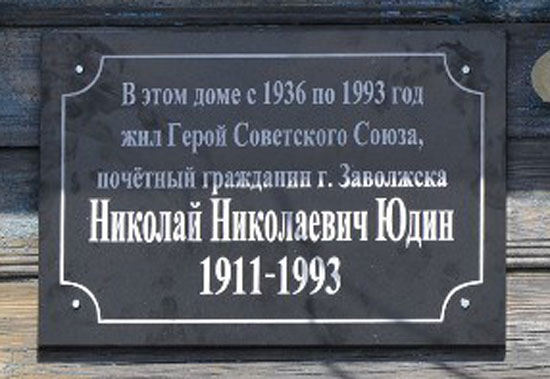 В этом доме с 1936 по 1993 год
жил Герой Советского Союза,
почётный гражданин г. Заволжска
Николай Николаевич Юдин
1911-1993